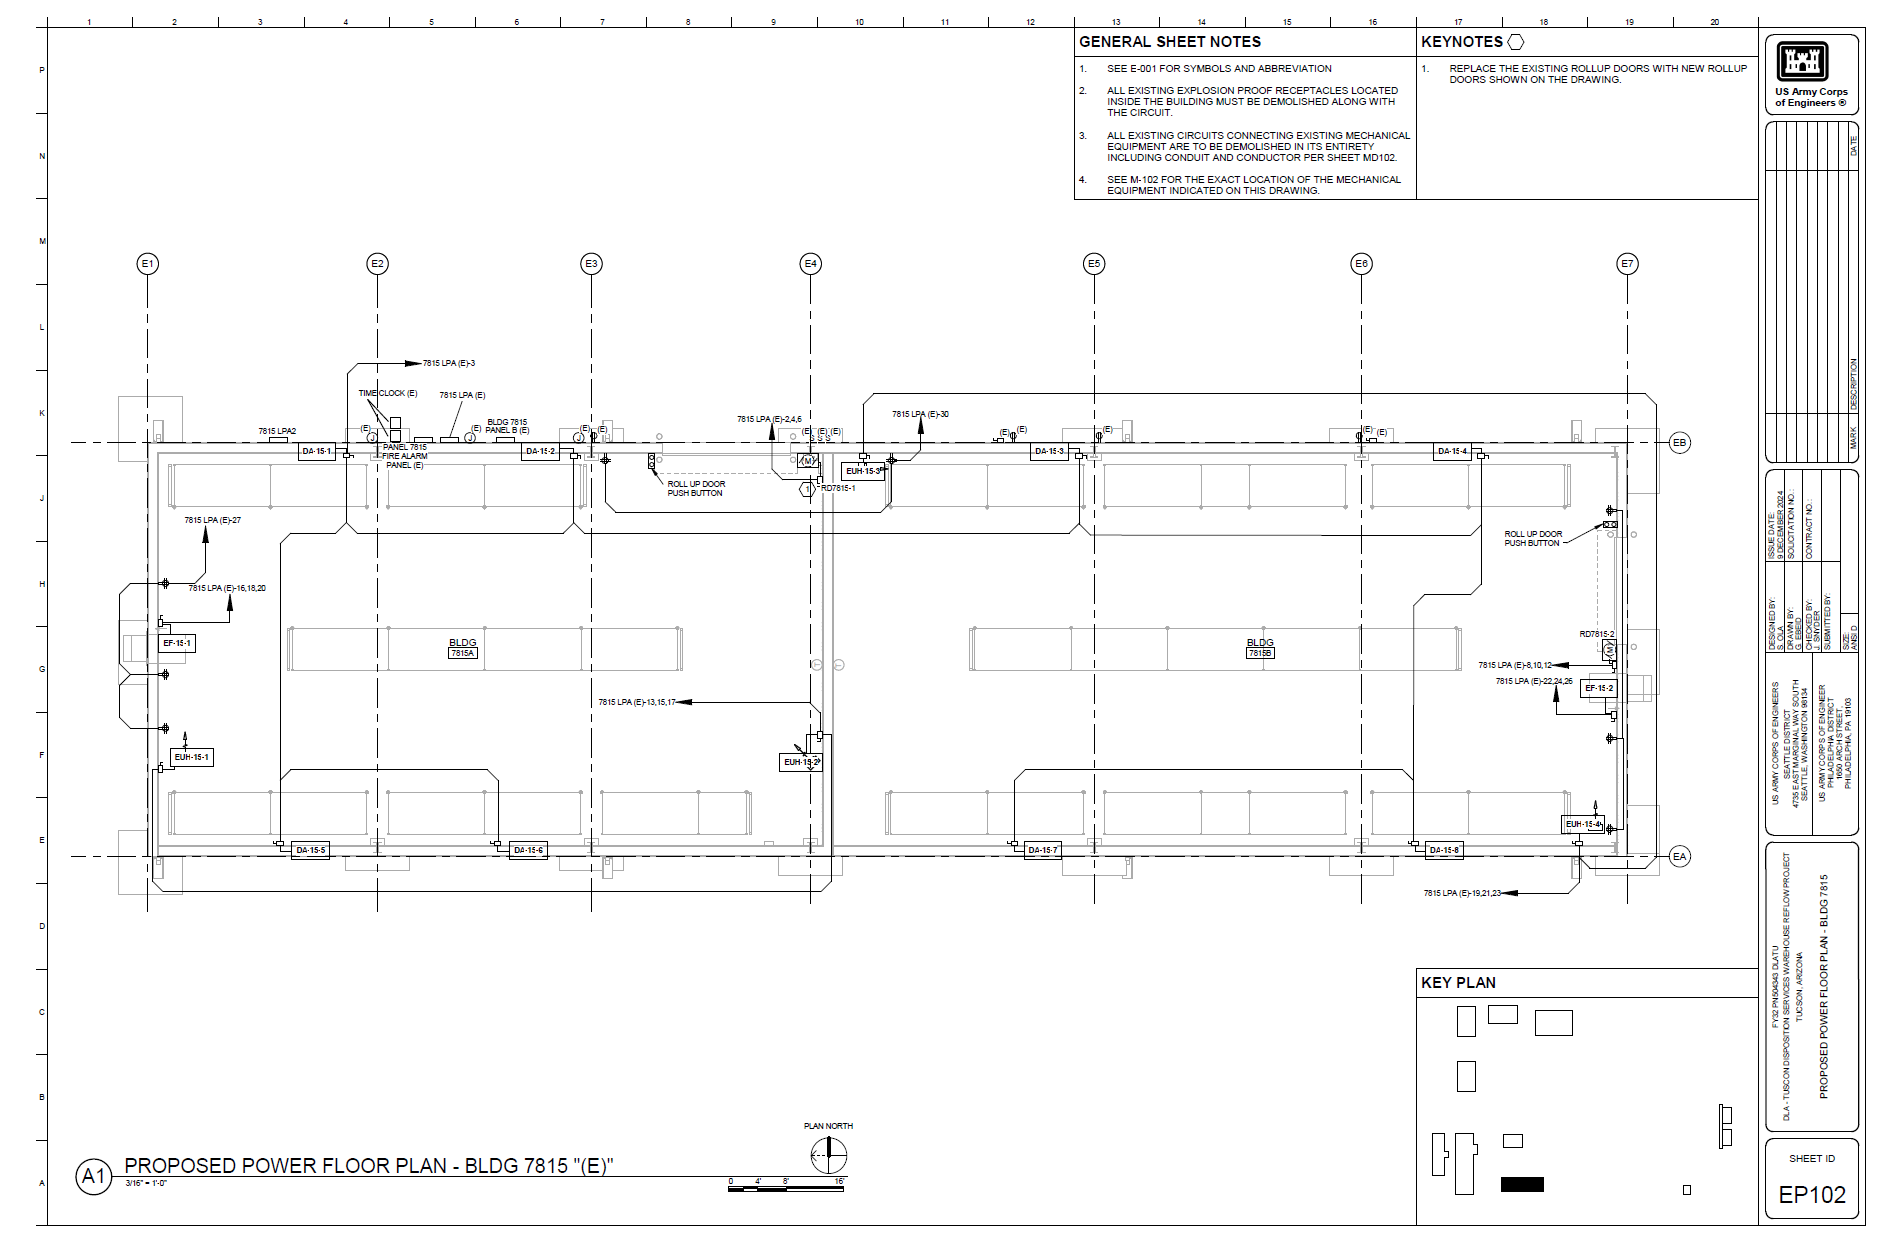 1 2 3 4 5 6 7 8 9 10 11 12 13 14 15 16 17 18 19 20
P
N
M
L
K
J
H
G
F
E
D
C
B
A
GENERAL SHEET NOTES
1. SEE E-001 FOR SYMBOLS AND ABBREVIATION
2. ALL EXISTING EXPLOSION PROOF RECEPTACLES LOCATED
INSIDE THE BUILDING MUST BE DEMOLISHED ALONG WITH
THE CIRCUIT.
3. ALL EXISTING CIRCUITS CONNECTING EXISTING MECHANICAL
EQUIPMENT ARE TO BE DEMOLISHED IN ITS ENTIRETY
INCLUDING CONDUIT AND CONDUCTOR PER SHEET MD102.
4. SEE M-102 FOR THE EXACT LOCATION OF THE MECHANICAL
EQUIPMENT INDICATED ON THIS DRAWING.
KEYNOTES
1. REPLACE THE EXISTING ROLLUP DOORS WITH NEW ROLLUP
DOORS SHOWN ON THE DRAWING.
E1 E2 E3 E4 E5 E6 E7
7815 LPA (E)-3
TIME CLOCK (E)
7815 LPA (E)
7815 LPA2
(E)
J
PANEL 7815
FIRE ALARM
PANEL (E)
(E)
J
BLDG 7815
PANEL B (E)
(E)
J
(E)
7815 LPA (E)-2,4,6
(E) (E) (E)
S S S
7815 LPA (E)-30
(E)
(E)
(E)
(E)
(E)
EB
DA-15-1
DA-15-2
M
EUH-15-3
DA-15-3
DA-15-4
ROLL UP DOOR
PUSH BUTTON
1
RD7815-1
7815 LPA (E)-27
ROLL UP DOOR
PUSH BUTTON
7815 LPA (E)-16,18,20
EF-15-1
BLDG
7815A
BLDG
7815B
RD7815-2
M
7815 LPA (E)-8,10,12
7815 LPA (E)-22,24,26
EF-15-2
7815 LPA (E)-13,15,17
EUH-15-1
EUH-15-2
EUH-15-4
DA-15-5
DA-15-6
DA-15-7
DA-15-8
EA
7815 LPA (E)-19,21,23
KEY PLAN
PLAN NORTH
A1
PROPOSED POWER FLOOR PLAN - BLDG 7815 "(E)"
3/16" = 1'-0"
0 4' 8' 16'
US Army Corps
of Engineers ®
DATE
DESCRIPTION
MARK
ISSUE DATE:
9 DECEMBER 2024
SOLICITATION NO.:
CONTRACT NO.:
DESIGNED BY:
S. OLA
DRAWN BY:
G. EBEID
CHECKED BY:
J. SNYDER
SUBMITTED BY:
SIZE:
ANSI D
US ARMY CORPS OF ENGINEERS
SEATTLE DISTRICT
4735 EAST MARGINAL WAY SOUTH
SEATTLE, WASHINGTON 98134
US ARMY CORPS OF ENGINEER
PHILADELPHIA DISTRICT
1650 ARCH STREET,
PHILADELPHIA, PA 19103
FY32 PN504343 DLATU
DLA - TUSCON DISPOSITION SERVICES WAREHOUSE REFLOW PROJECT
TUCSON, ARIZONA
PROPOSED POWER FLOOR PLAN - BLDG 7815
SHEET ID
EP102